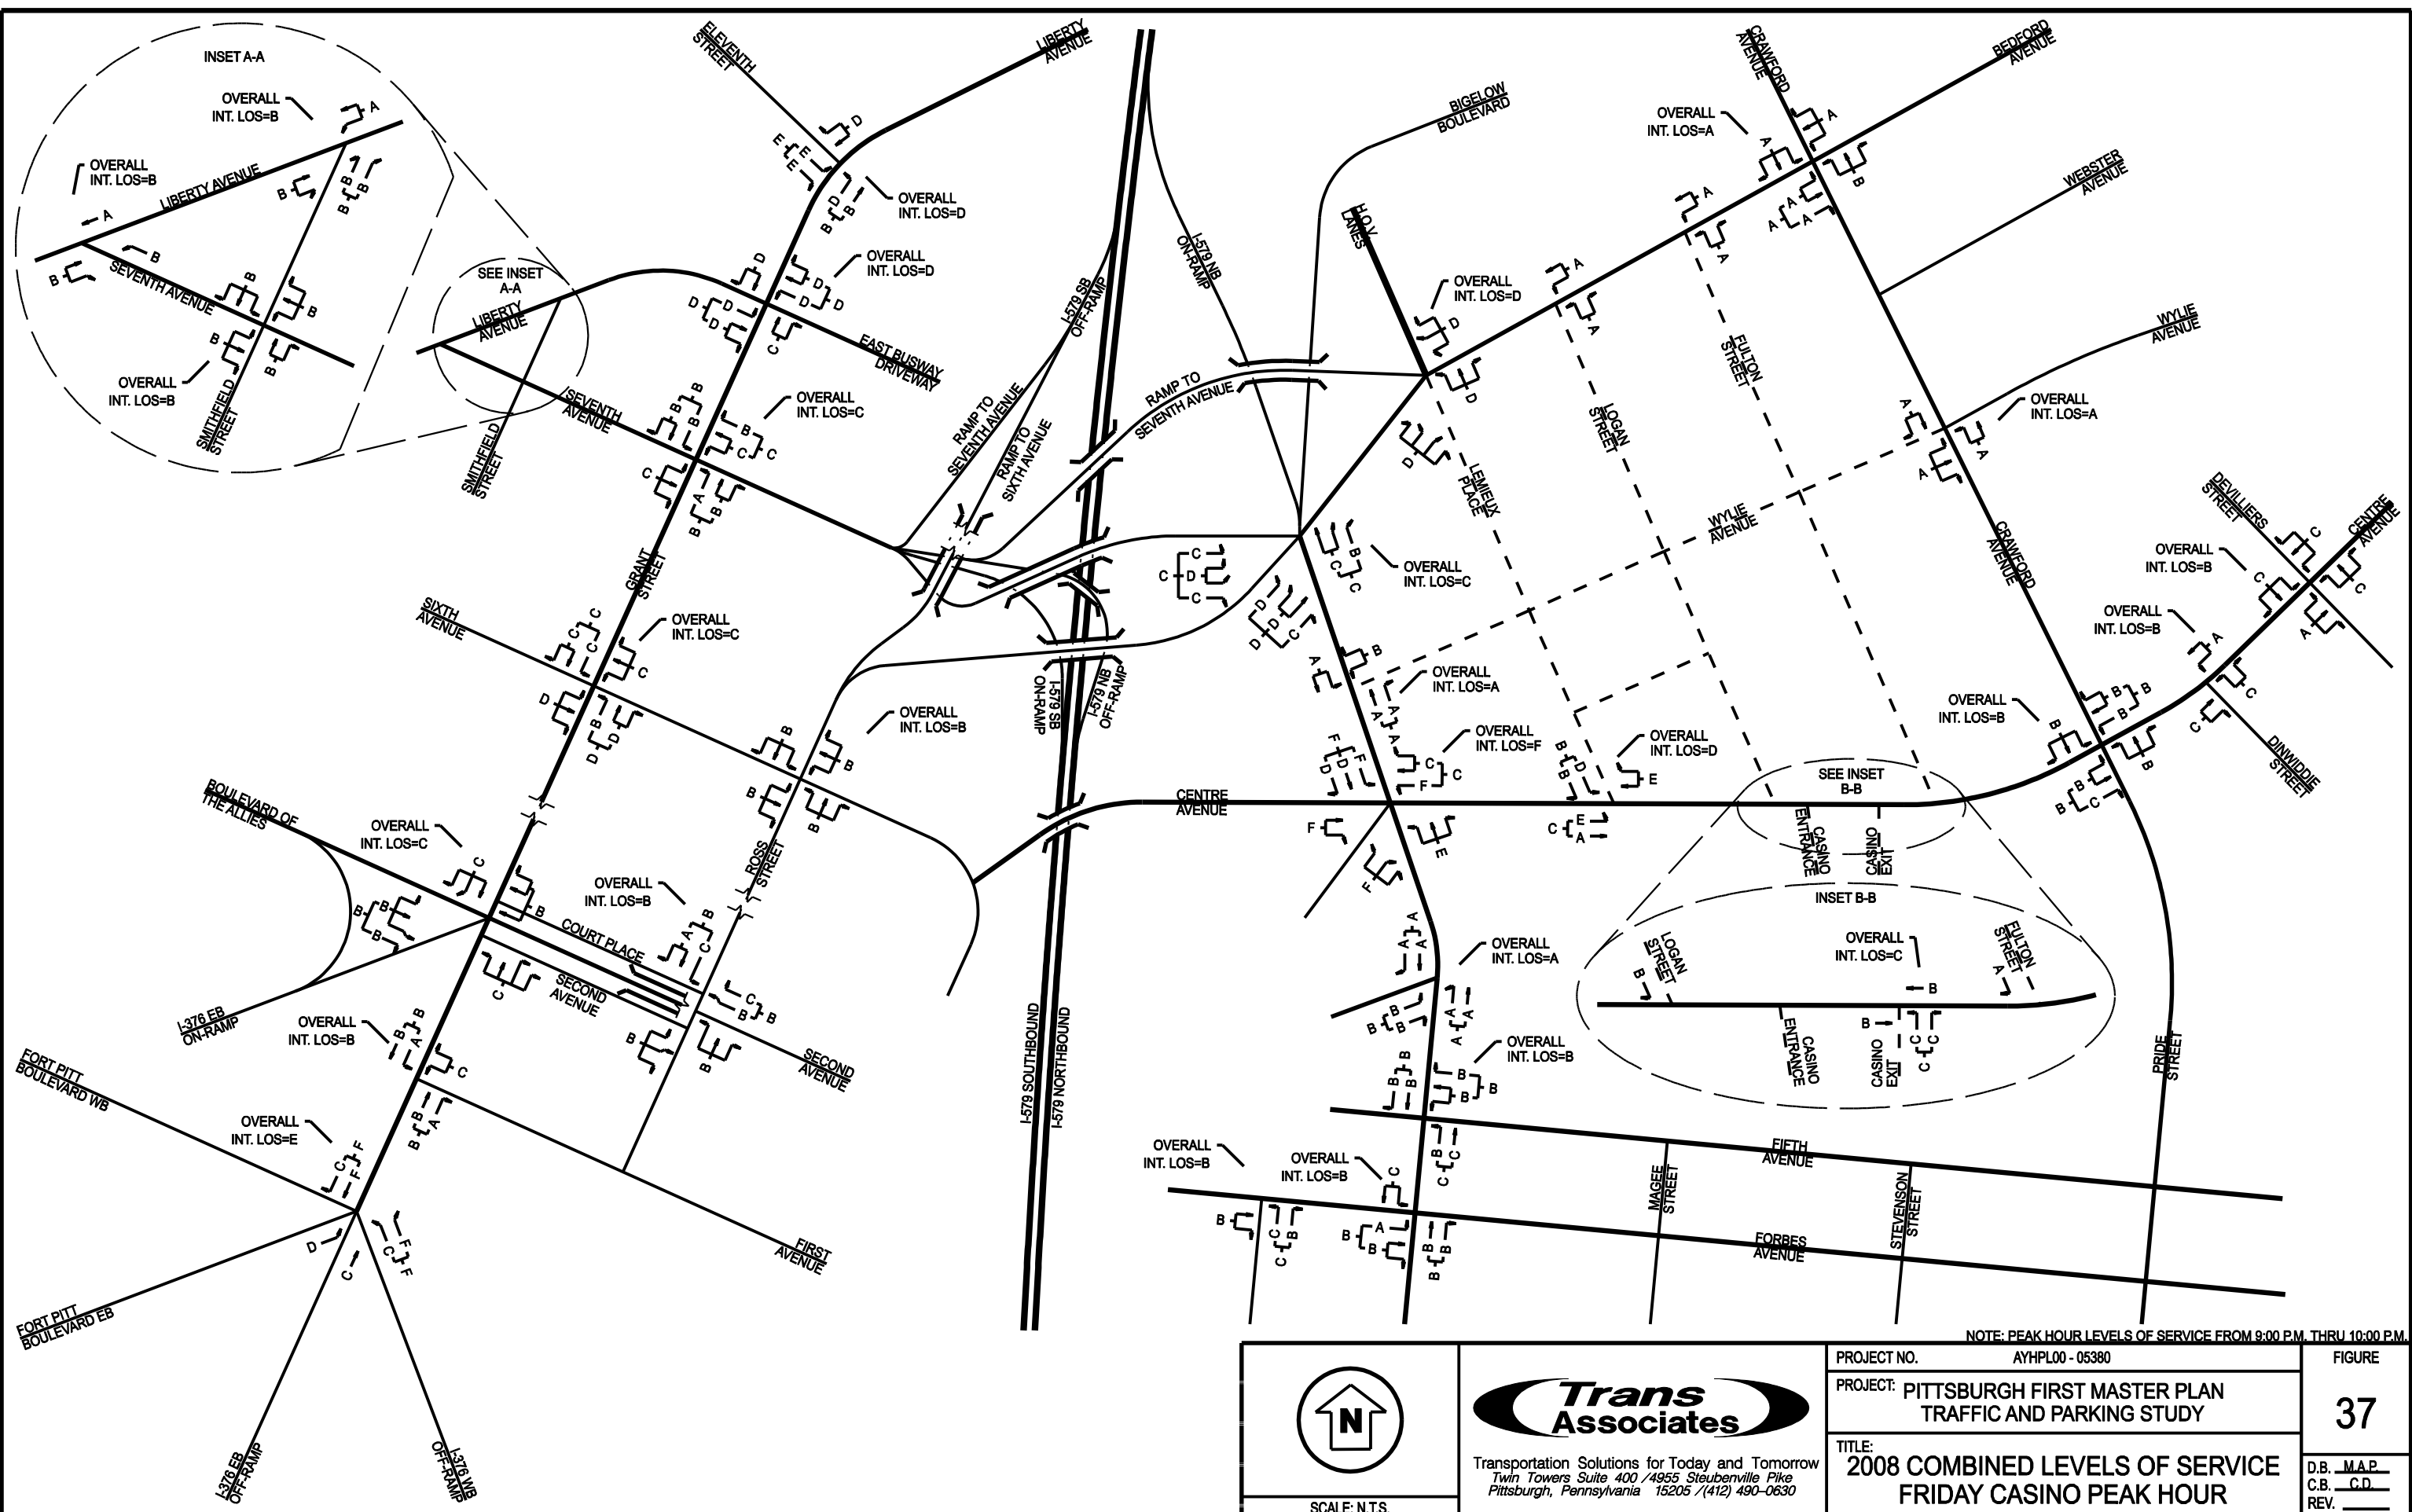 INSET A-A
OVERALL
INT. LOS=B
A
OVERALL
INT. LOS=B
LIBERTY AVENUE
A
B
B
B
B
B
SEVENTH AVENUE
B
B
B
B
B
OVERALL
INT. LOS=B
SMITHFIELD
STREET
SEE INSET
A-A
LIBERTY
AVENUE
SMITHFIELD
STREET
SEVENTH
AVENUE
ELEVENTH
STREET
LIBERTY
AVENUE
D
E
E
E
OVERALL
INT. LOS=D
D
B
B
D
OVERALL
INT. LOS=D
D
D
D
D
D
D
C
EAST BUSWAY
DRIVEWAY
B
B
B
OVERALL
INT. LOS=C
B
C
C
C
A
B
B
GRANT
STREET
SIXTH
AVENUE
C
C
C
OVERALL
INT. LOS=C
C
D
B
D
D
B
OVERALL
INT. LOS=B
B
B
B
ROSS
STREET
BOULEVARD OF
THE ALLIES
OVERALL
INT. LOS=C
C
B
B
B
B
B
COURT PLACE
SECOND
AVENUE
C
OVERALL
INT. LOS=B
B
A
C
C
B
B
B
B
SECOND
AVENUE
I-376 EB
ON-RAMP
OVERALL
INT. LOS=B
B
B
A
C
B
B
A
FORT PITT
BOULEVARD WB
OVERALL
INT. LOS=E
F
C
F
D
C
F
C
F
FIRST
AVENUE
FORT PITT
BOULEVARD EB
I-376 EB
OFF-RAMP
I-376 WB
OFF-RAMP
I-579 SB
OFF-RAMP
I-579 NB
ON-RAMP
RAMP TO
SEVENTH AVENUE
RAMP TO
SIXTH AVENUE
RAMP TO
SEVENTH AVENUE
I-579 SB
ON-RAMP
I-579 NB
OFF-RAMP
I-579 SOUTHBOUND
I-579 NORTHBOUND
BIGELOW
BOULEVARD
H.O.V.
LANES
OVERALL
INT. LOS=D
D
D
D
LEMIEUX
PLACE
LOGAN
STREET
FULTON
STREET
A
A
A
A
CRAWFORD
AVENUE
BEDFORD
AVENUE
OVERALL
INT. LOS=A
A
A
B
A
A
A
WEBSTER
AVENUE
WYLIE
AVENUE
OVERALL
INT. LOS=A
A
A
A
WYLIE
AVENUE
CRAWFORD
AVENUE
C
D
C
C
B
C
C
OVERALL
INT. LOS=C
D
D
C
D
A
B
OVERALL
INT. LOS=A
A
A
A
F
F
D
D
F
OVERALL
INT. LOS=F
C
F
C
F
F
E
CENTRE
AVENUE
B
D
B
OVERALL
INT. LOS=D
E
C
E
A
SEE INSET
B-B
CASINO
ENTRANCE
CASINO
EXIT
DEVILLIERS
STREET
CENTRE
AVENUE
OVERALL
INT. LOS=B
C
C
C
A
OVERALL
INT. LOS=B
A
C
C
DINWIDDIE
STREET
OVERALL
INT. LOS=B
B
B
B
B
B
B
B
C
INSET B-B
LOGAN
STREET
B
OVERALL
INT. LOS=C
B
FULTON
STREET
A
B
C
C
C
CASINO
ENTRANCE
CASINO
EXIT
PRIDE
STREET
A
A
A
OVERALL
INT. LOS=A
B
B
B
A
A
A
OVERALL
INT. LOS=B
B
B
B
B
B
B
B
C
C
FIFTH
AVENUE
OVERALL
INT. LOS=B
OVERALL
INT. LOS=B
C
B
C
B
C
B
A
B
B
B
B
MAGEE
STREET
STEVENSON
STREET
FORBES
AVENUE
NOTE: PEAK HOUR LEVELS OF SERVICE FROM 9:00 P.M. THRU 10:00 P.M.
N
SCALE: N.T.S.
Trans
Associates
Transportation Solutions for Today and Tomorrow
Twin Towers Suite 400 /4955 Steubenville Pike
Pittsburgh, Pennsylvania 15205 /(412) 490-0630
PROJECT NO. AYHPL00 - 05380
PROJECT: PITTSBURGH FIRST MASTER PLAN
TRAFFIC AND PARKING STUDY
TITLE:
2008 COMBINED LEVELS OF SERVICE
FRIDAY CASINO PEAK HOUR
FIGURE
37
D.B. M.A.P.
C.B. C.D.
REV.